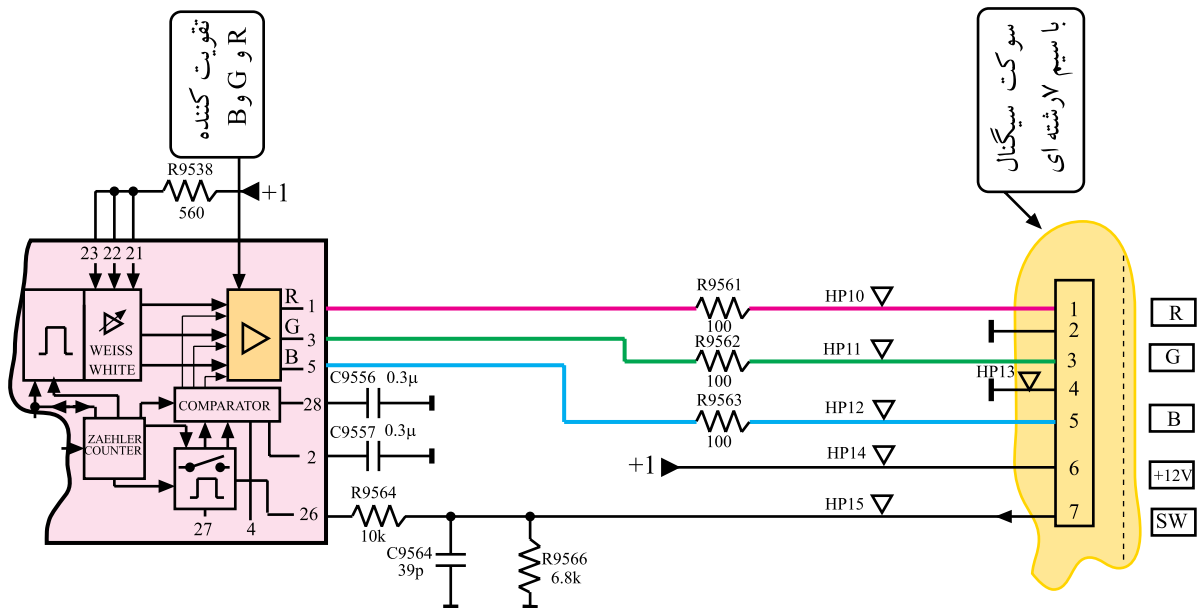 تقویت کننده
R و G و B
سوکت سیگنال
با سیم ۷ رشته ای
R9538
560
+1
23 22 21
WEISS
WHITE
R
1
G
3
B
5
COMPARATOR
28
ZAEHLER
COUNTER
2
26
27
4
C9556 0.3µ
C9557 0.3µ
R9561
100
R9562
100
R9563
100
R9564
10k
C9564
39p
R9566
6.8k
HP10
HP11
HP13
HP12
HP14
HP15
+1
1
2
3
4
5
6
7
R
G
B
+12V
SW